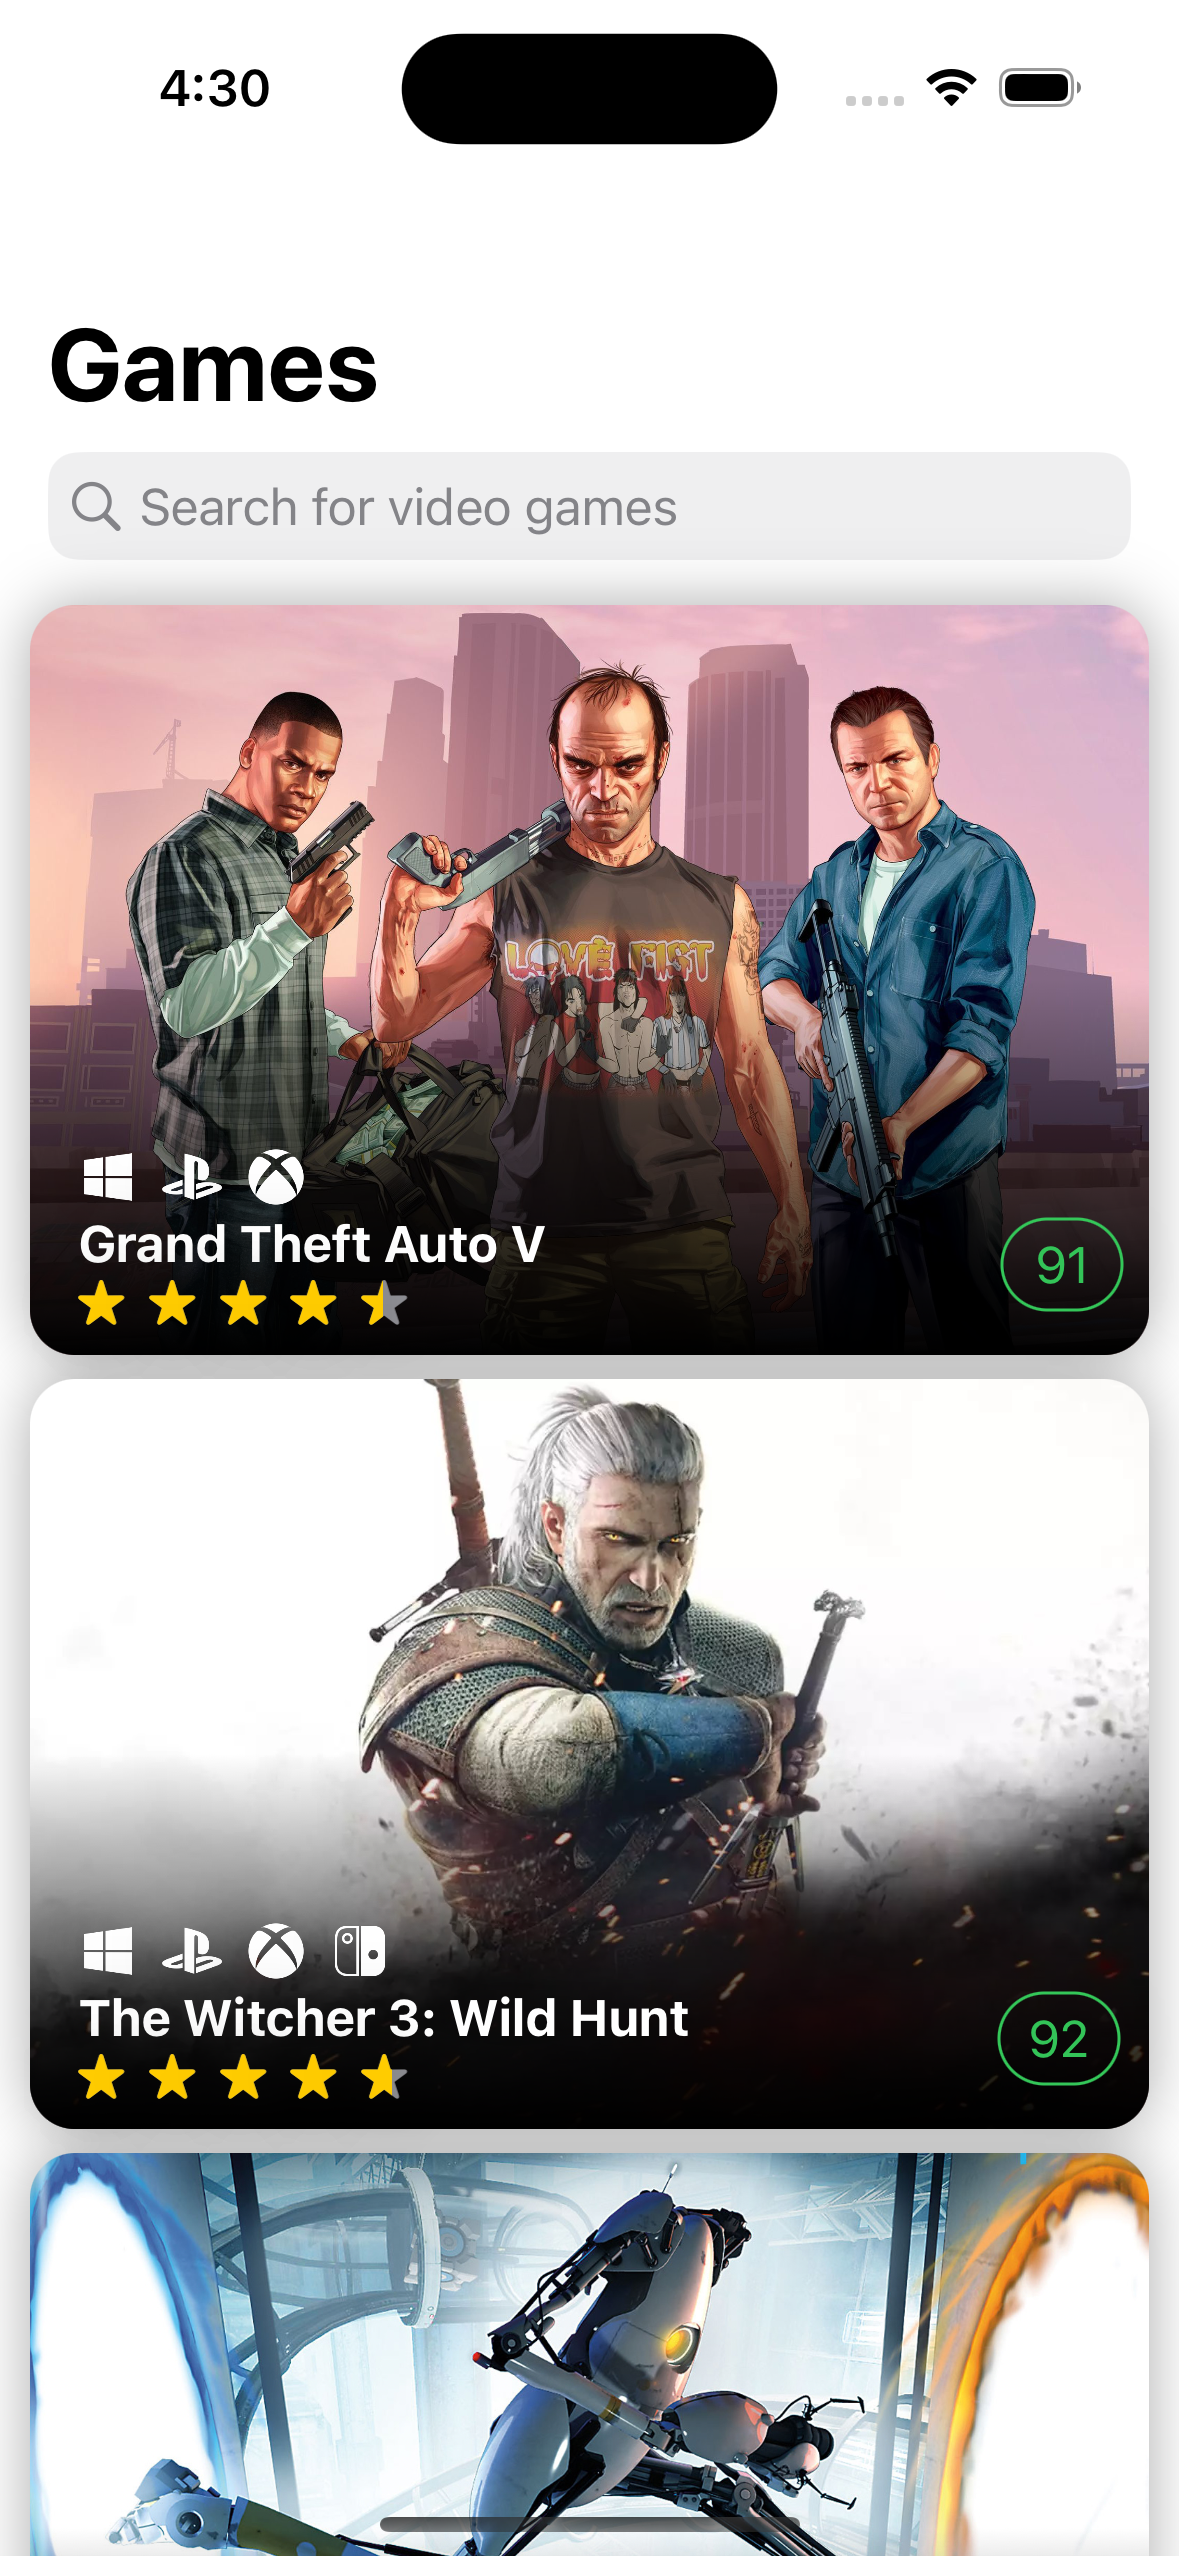 4:30
Games
Search for video games
LOVE FIST
Grand Theft Auto V
91
The Witcher 3: Wild Hunt
92